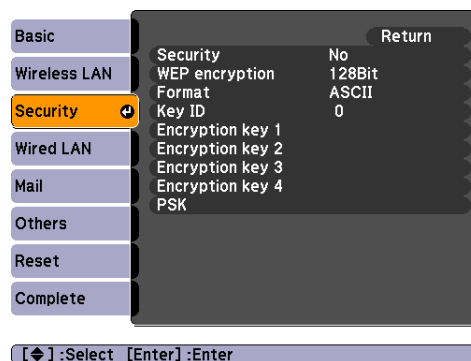 Basic
Wireless LAN
Security
Wired LAN
Mail
Others
Reset
Complete
Return
Security No
WEP encryption 128Bit
Format ASCII
Key ID 0
Encryption key 1
Encryption key 2
Encryption key 3
Encryption key 4
PSK
[◆] :Select [Enter] :Enter